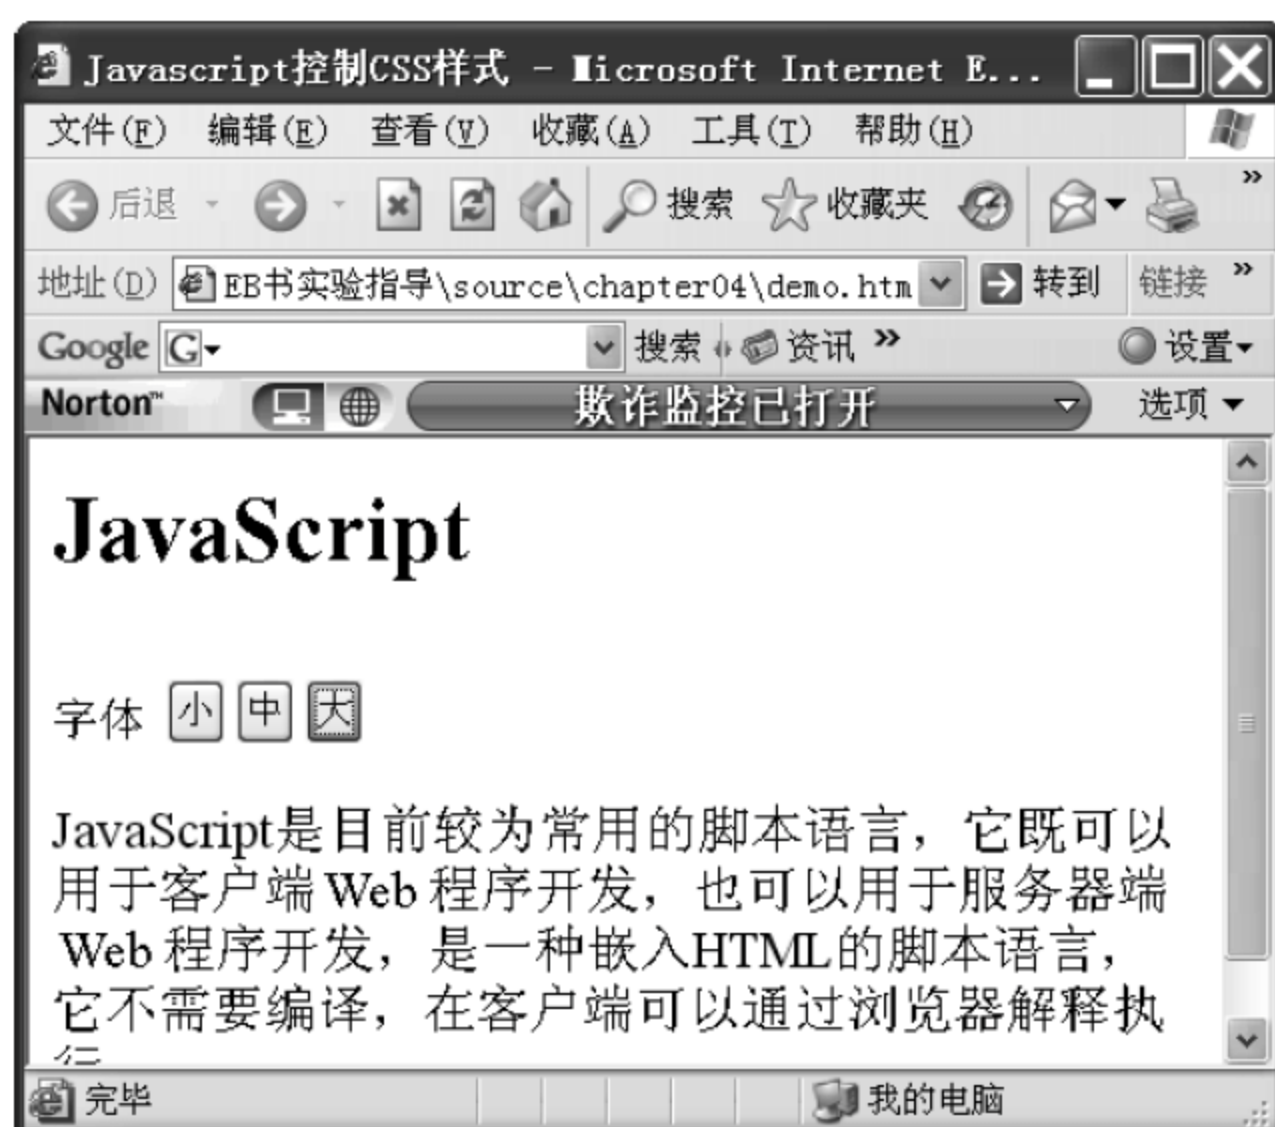 Javascript控制CSS样式 - Microsoft Internet E...
文件(F) 编辑(E) 查看(V) 收藏(A) 工具(T) 帮助(H)
后退 搜索 收藏夹 »
地址(D) EB书实验指导\source\chapter04\demo.htm 转到 链接 »
Google G 搜索 资讯 » 设置
Norton™ 欺诈监控已打开 选项
JavaScript
字体 小 中 大
JavaScript是目前较为常用的脚本语言，它既可以
用于客户端 Web 程序开发，也可以用于服务器端
Web 程序开发，是一种嵌入HTML的脚本语言，
它不需要编译，在客户端可以通过浏览器解释执
完毕 我的电脑